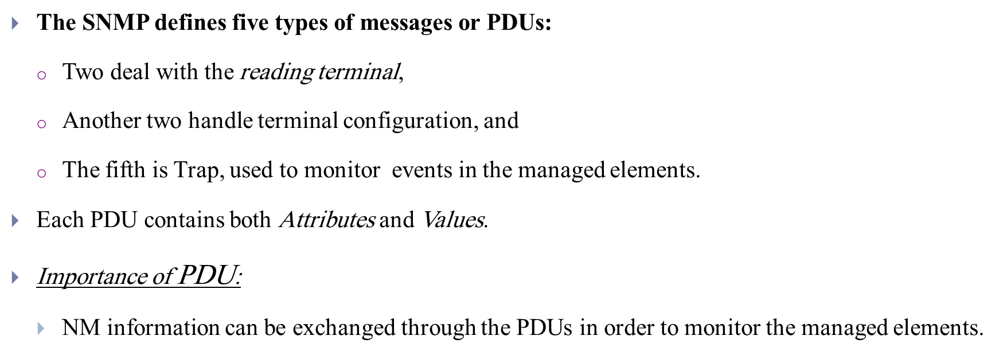 The SNMP defines five types of messages or PDUs:
Two deal with the reading terminal,
Another two handle terminal configuration, and
The fifth is Trap, used to monitor events in the managed elements.
Each PDU contains both Attributes and Values.
Importance of PDU:
NM information can be exchanged through the PDUs in order to monitor the managed elements.